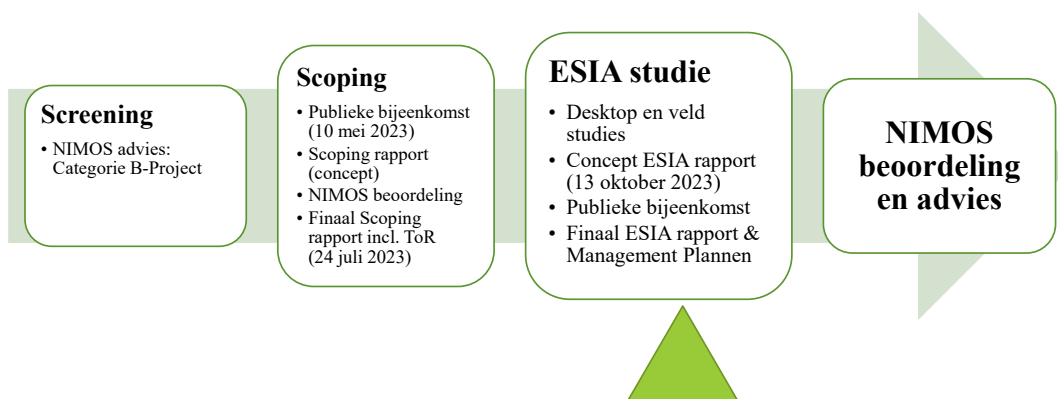 Screening
• NIMOS advies:
Categorie B-Project
Scoping
• Publieke bijeenkomst
(10 mei 2023)
• Scoping rapport
(concept)
• NIMOS beoordeling
• Finaal Scoping
rapport incl. ToR
(24 juli 2023)
ESIA studie
• Desktop en veld
studies
• Concept ESIA rapport
(13 oktober 2023)
• Publieke bijeenkomst
• Finaal ESIA rapport &
Management Plannen
NIMOS
beoordeling
en advies